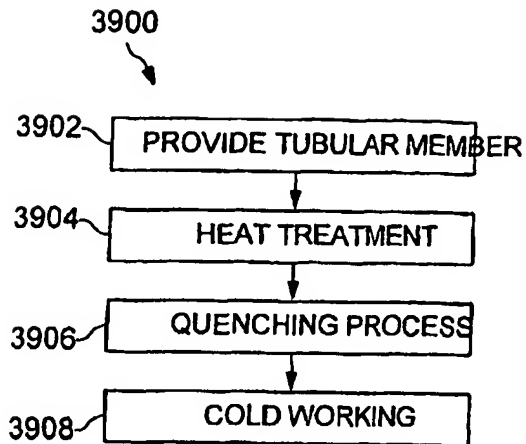 3900
3902 PROVIDE TUBULAR MEMBER
3904 HEAT TREATMENT
3906 QUENCHING PROCESS
3908 COLD WORKING